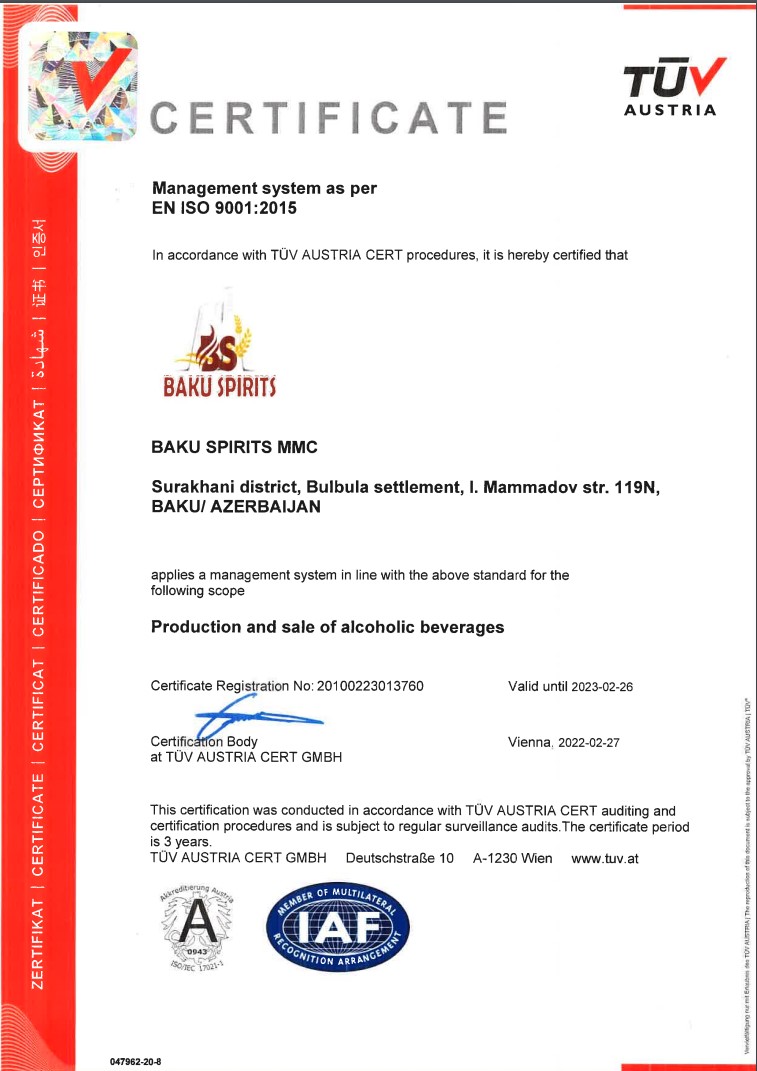 TÜV
AUSTRIA
CERTIFICATE
Management system as per
EN ISO 9001:2015
In accordance with TÜV AUSTRIA CERT procedures, it is hereby certified that
BS
BAKU SPIRITS
BAKU SPIRITS MMC
Surakhani district, Bulbula settlement, I. Mammadov str. 119N,
BAKU/ AZERBAIJAN
applies a management system in line with the above standard for the
following scope
Production and sale of alcoholic beverages
Certificate Registration No: 20100223013760 Valid until 2023-02-26
Certification Body Vienna, 2022-02-27
at TÜV AUSTRIA CERT GMBH
This certification was conducted in accordance with TÜV AUSTRIA CERT auditing and
certification procedures and is subject to regular surveillance audits.The certificate period
is 3 years.
TÜV AUSTRIA CERT GMBH Deutschstraße 10 A-1230 Wien www.tuv.at
Akkreditierung Austria
A
0943
ISO/IEC 17021-1
MEMBER OF MULTILATERAL
IAF
RECOGNITION ARRANGEMENT
047962-20-8
ZERTIFIKAT | CERTIFICATE | CERTIFICAT | CERTIFICADO | СЕРТИФИКАТ | شهادة | 证书 | 인증서
Vervielfältigung nur mit Erlaubnis des TÜV AUSTRIA | The reproduction of this document is subject to the approval by TÜV AUSTRIA | TÜV®